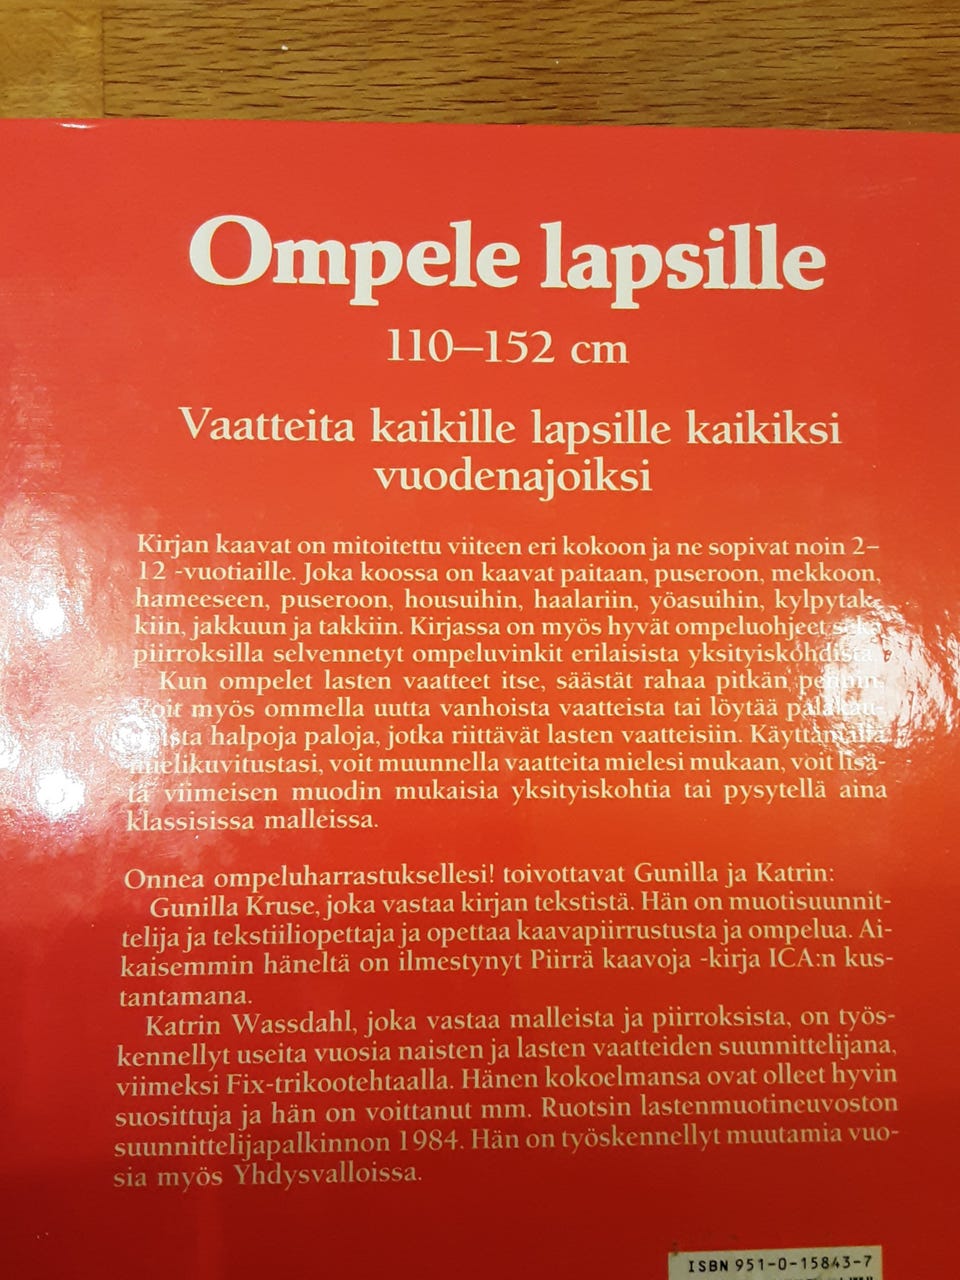 Ompele lapsille
110–152 cm
Vaatteita kaikille lapsille kaikiksi
vuodenajoiksi
Kirjan kaavat on mitoitettu viiteen eri kokoon ja ne sopivat noin 2–
12 -vuotiaille. Joka koossa on kaavat paitaan, puseroon, mekkoon,
hameeseen, puseroon, housuihin, haalariin, yöasuihin, kylpytak-
kiin, jakkuun ja takkiin. Kirjassa on myös hyvät ompeluohjeet sekä
piirroksilla selvennetyt ompeluvinkit erilaisista yksityiskohdista.
Kun ompelet lasten vaatteet itse, säästät rahaa pitkän pennin.
Voit myös ommella uutta vanhoista vaatteista tai löytää palakau-
poista halpoja paloja, jotka riittävät lasten vaatteisiin. Käyttämällä
mielikuvitustasi, voit muunnella vaatteita mielesi mukaan, voit lisä-
tä viimeisen muodin mukaisia yksityiskohtia tai pysytellä aina
klassisissa malleissa.
Onnea ompeluharrastuksellesi! toivottavat Gunilla ja Katrin:
Gunilla Kruse, joka vastaa kirjan tekstistä. Hän on muotisuunnit-
telija ja tekstiiliopettaja ja opettaa kaavapiirrustusta ja ompelua. Ai-
kaisemmin häneltä on ilmestynyt Piirrä kaavoja -kirja ICA:n kus-
tantamana.
Katrin Wassdahl, joka vastaa malleista ja piirroksista, on työs-
kennellyt useita vuosia naisten ja lasten vaatteiden suunnittelijana,
viimeksi Fix-trikootehtaalla. Hänen kokoelmansa ovat olleet hyvin
suosittuja ja hän on voittanut mm. Ruotsin lastenmuotineuvoston
suunnittelijapalkinnon 1984. Hän on työskennellyt muutamia vuo-
sia myös Yhdysvalloissa.
ISBN 951-0-15843-7